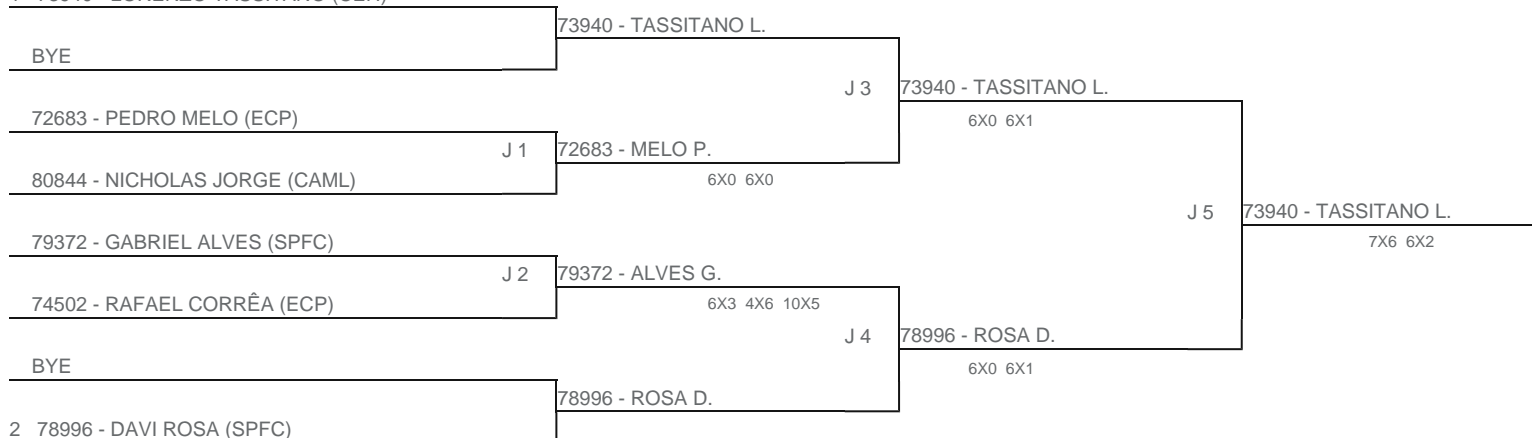 73940 - TASSITANO L.
BYE
J 3
73940 - TASSITANO L.
72683 - PEDRO MELO (ECP)
6X0 6X1
J 1
72683 - MELO P.
80844 - NICHOLAS JORGE (CAML)
6X0 6X0
J 5
73940 - TASSITANO L.
79372 - GABRIEL ALVES (SPFC)
7X6 6X2
J 2
79372 - ALVES G.
74502 - RAFAEL CORRÊA (ECP)
6X3 4X6 10X5
J 4
78996 - ROSA D.
BYE
6X0 6X1
78996 - ROSA D.
2 78996 - DAVI ROSA (SPFC)